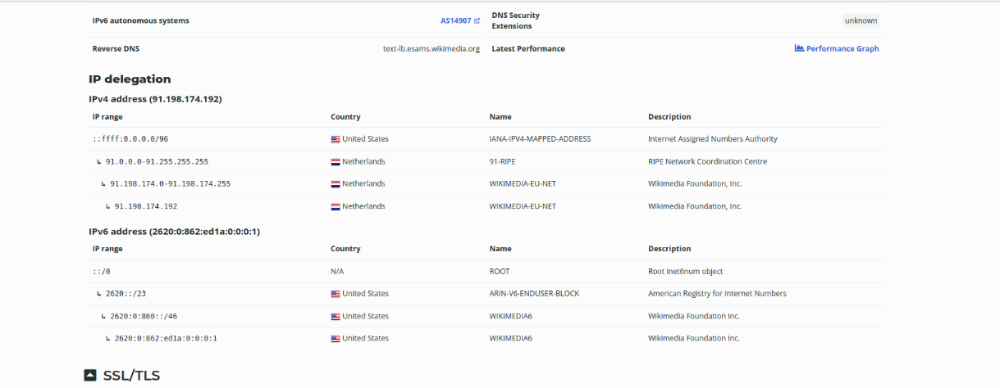 IPv6 autonomous systems AS14907 DNS Security Extensions unknown
Reverse DNS text-lb.esams.wikimedia.org Latest Performance Performance Graph
IP delegation
IPv4 address (91.198.174.192)
IP range Country Name Description
::ffff:0.0.0.0/96 United States IANA-IPV4-MAPPED-ADDRESS Internet Assigned Numbers Authority
↳ 91.0.0.0-91.255.255.255 Netherlands 91-RIPE RIPE Network Coordination Centre
↳ 91.198.174.0-91.198.174.255 Netherlands WIKIMEDIA-EU-NET Wikimedia Foundation, Inc.
↳ 91.198.174.192 Netherlands WIKIMEDIA-EU-NET Wikimedia Foundation, Inc.
IPv6 address (2620:0:862:ed1a:0:0:0:1)
IP range Country Name Description
::/0 N/A ROOT Root inet6num object
↳ 2620::/23 United States ARIN-V6-ENDUSER-BLOCK American Registry for Internet Numbers
↳ 2620:0:860::/46 United States WIKIMEDIA6 Wikimedia Foundation Inc.
↳ 2620:0:862:ed1a:0:0:0:1 United States WIKIMEDIA6 Wikimedia Foundation Inc.
SSL/TLS